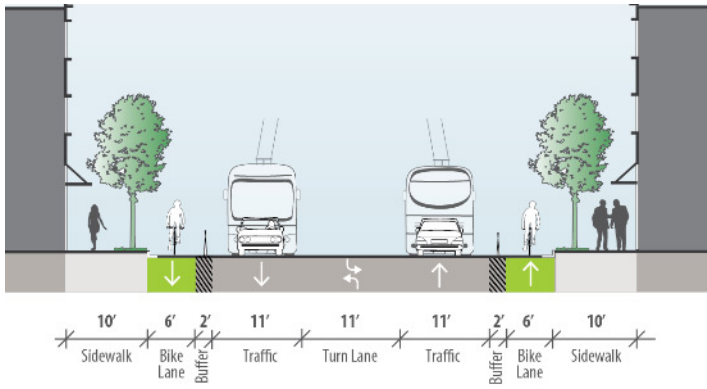 10’ 6’ 2’ 11’ 11’ 11’ 2’ 6’ 10’
Sidewalk Bike Lane Buffer Traffic Turn Lane Traffic Buffer Bike Lane Sidewalk